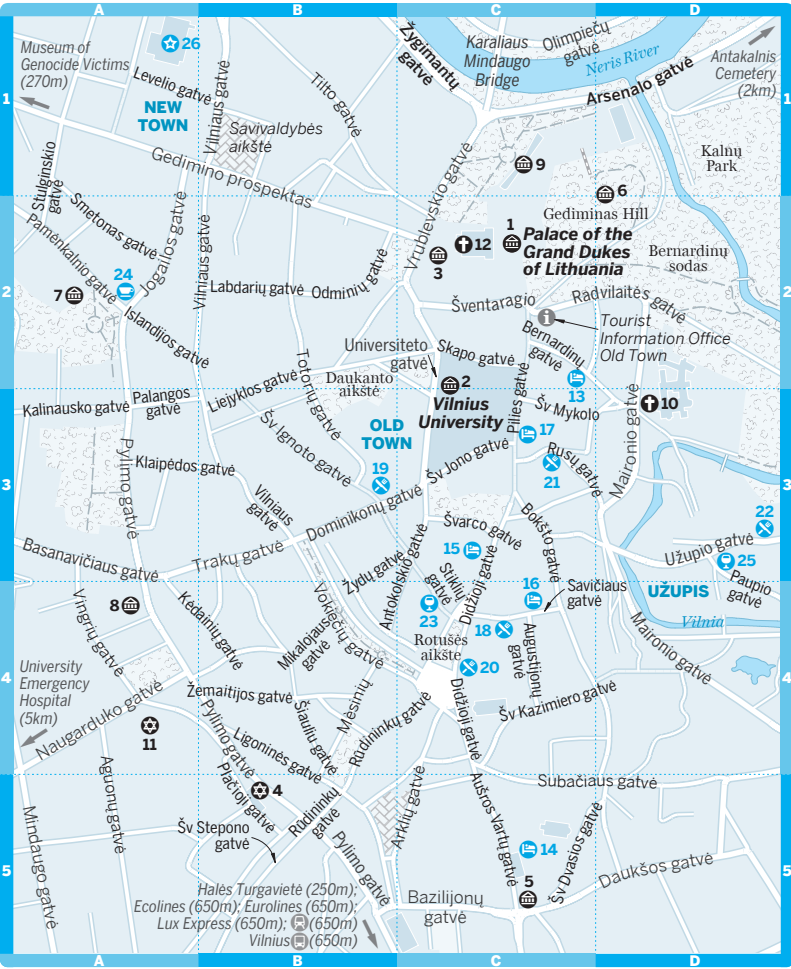 A
B
C
D
1
2
3
4
5
26
Museum of
Genocide Victims
(270m)
Levelio gatvė
NEW
TOWN
Vilniaus gatvė
Savivaldybės
aikštė
Tilto gatvė
Žygimantų
gatvė
Karaliaus
Mindaugo
Bridge
Olimpiečų
gatvė
Neris River
Antakalnis
Cemetery
(2km)
Arsenalo gatvė
Kalnų
Park
9
6
Gediminas Hill
Gedimino prospektas
Stulginskio
gatvė
Smetonas gatvė
Pamėnkalnio gatvė
Jogailos gatvė
Vilniaus gatvė
Vrublevskio gatvė
12
1
Palace of the
Grand Dukes
of Lithuania
3
Bernardinų
sodas
24
7
Labdarių gatvė
Odminių gatvė
Šventaragio
Radvilaitės gatvė
Tourist
Information Office
Old Town
Islandijos gatvė
Universiteto
gatvė
Skapo gatvė
Bernardinų
gatvė
Totorių gatvė
Daukanto
aikštė
2
Vilnius
University
Pilies gatvė
13
10
Kalinausko gatvė
Palangos
gatvė
Liejyklos gatvė
OLD
TOWN
Šv Mykolo
Maironio gatvė
17
Šv Ignoto gatvė
Šv Jono gatvė
Rusų gatvė
21
Pylimo gatvė
Klaipėdos gatvė
19
Vilniaus
gatvė
Dominikonų gatvė
22
Švarco gatvė
Bokšto gatvė
Užupio gatvė
Basanavičiaus gatvė
Trakų gatvė
15
25
Žydų gatvė
Antokolskio gatvė
Stiklių
gatvė
Didžioji gatvė
16
Savičiaus
gatvė
UŽUPIS
Paupio
gatvė
8
Vingrių gatvė
Kėdainių gatvė
Vokiečių gatvė
23
Vilnia
Mikalojaus
gatvė
18
Rotušės
aikštė
Augustijonų
gatvė
Maironio gatvė
20
University
Emergency
Hospital
(5km)
Žemaitijos gatvė
Mėsinių
Didžioji gatvė
Šv Kazimiero gatvė
Naugarduko gatvė
11
Pylimo gatvė
Ligoninės gatvė
Šiaulių gatvė
Rūdininkų gatvė
Plačioji gatvė
4
Aguonų gatvė
Subačiaus gatvė
Mindaugo gatvė
Šv Stepono
gatvė
Rūdininkų
gatvė
Pylimo gatvė
Arklių gatvė
Aušros Vartų gatvė
14
Šv Dvasios gatvė
5
Daukšos gatvė
Halės Turgavietė (250m);
Ecolines (650m); Eurolines (650m);
Lux Express (650m); (650m)
Vilnius (650m)
Bazilijonų
gatvė
A
B
C
D
1
2
3
4
5